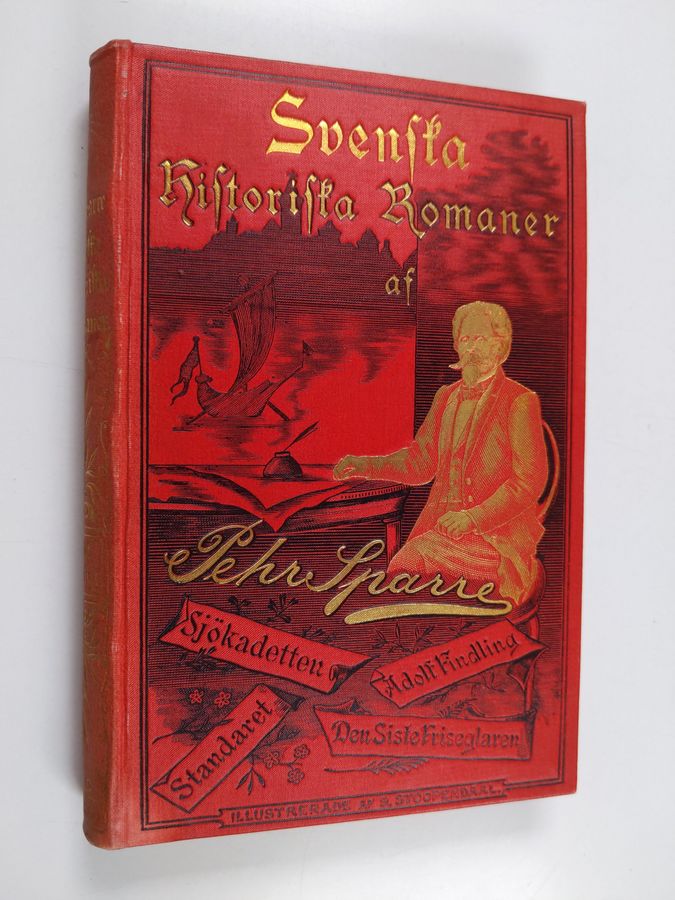 Svenska
Historiska Romaner
af
Pehr Sparre
Sjökadetten
Adolf Findling
Standaret
Den Siste Friseglaren
ILLUSTRERADE AF G. STOOPENDAAL.